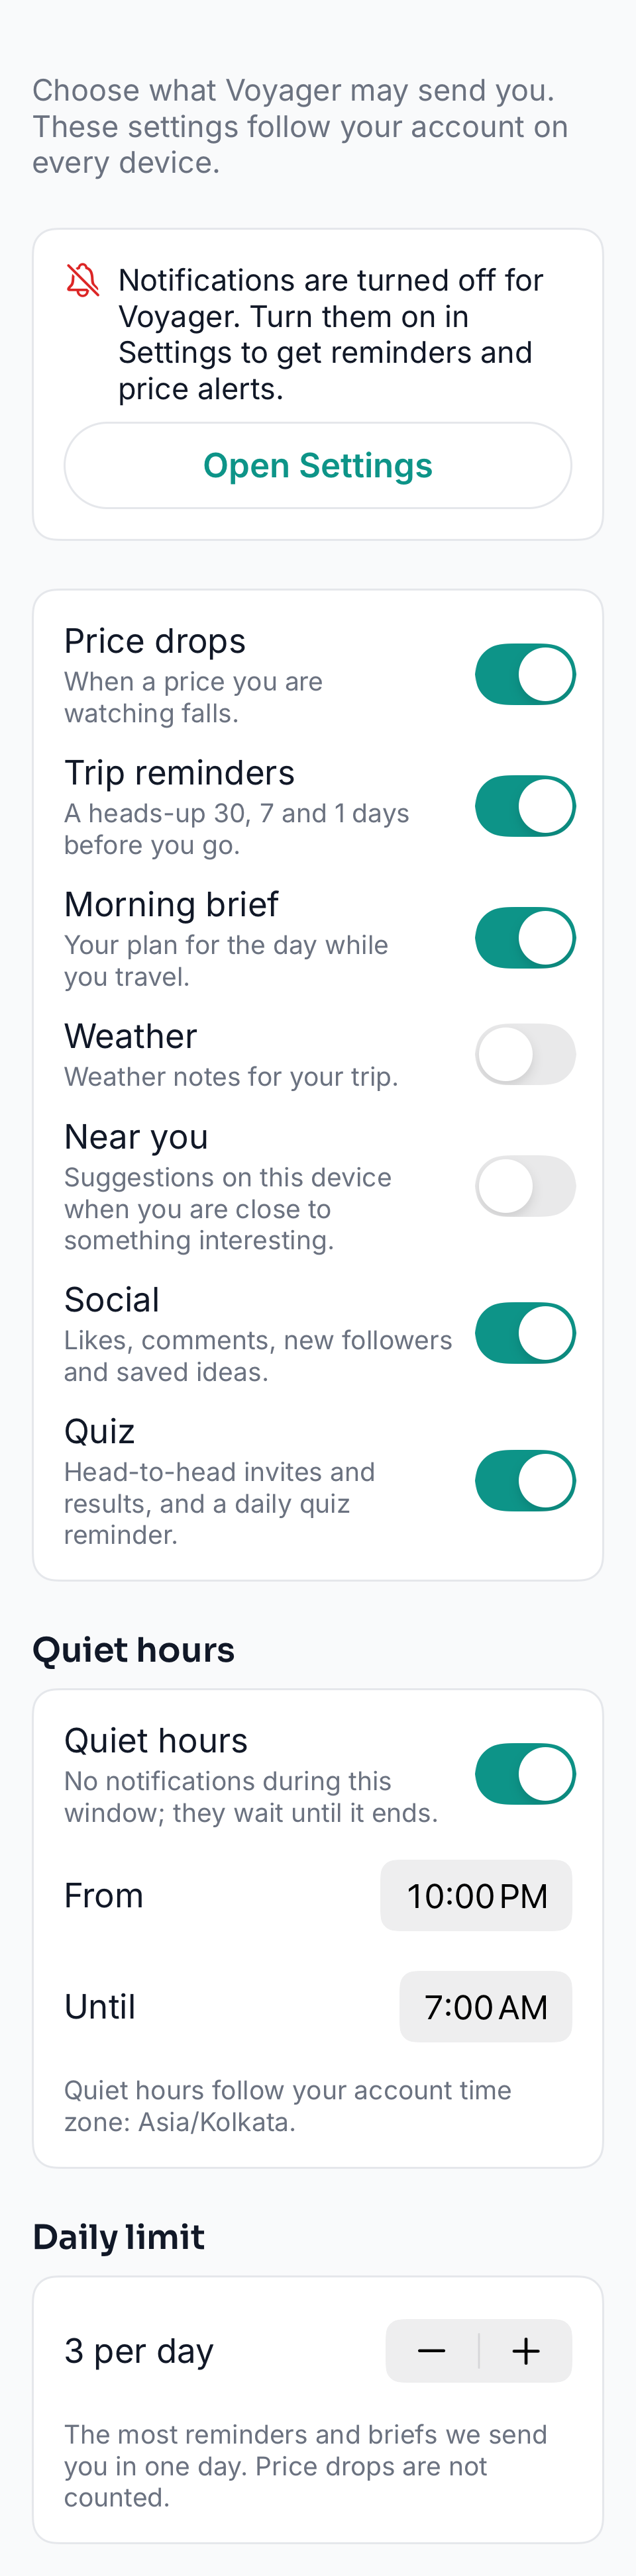 Choose what Voyager may send you.
These settings follow your account on
every device.
Notifications are turned off for
Voyager. Turn them on in
Settings to get reminders and
price alerts.
Open Settings
Price drops
When a price you are
watching falls.
Trip reminders
A heads-up 30, 7 and 1 days
before you go.
Morning brief
Your plan for the day while
you travel.
Weather
Weather notes for your trip.
Near you
Suggestions on this device
when you are close to
something interesting.
Social
Likes, comments, new followers
and saved ideas.
Quiz
Head-to-head invites and
results, and a daily quiz
reminder.
Quiet hours
Quiet hours
No notifications during this
window; they wait until it ends.
From
10:00 PM
Until
7:00 AM
Quiet hours follow your account time
zone: Asia/Kolkata.
Daily limit
3 per day
The most reminders and briefs we send
you in one day. Price drops are not
counted.